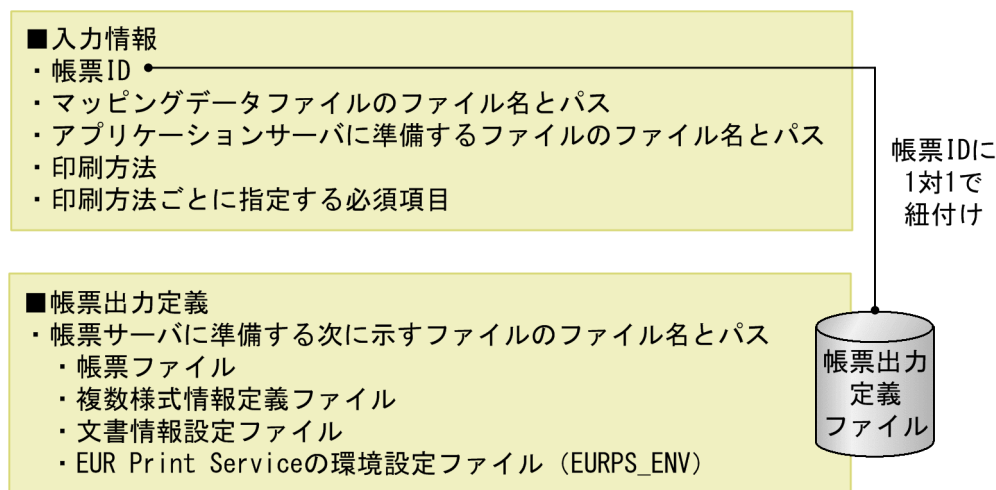 ■入力情報
・帳票ID
・マッピングデータファイルのファイル名とパス
・アプリケーションサーバに準備するファイルのファイル名とパス
・印刷方法
・印刷方法ごとに指定する必須項目
帳票IDに
1対1で
紐付け
■帳票出力定義
・帳票サーバに準備する次に示すファイルのファイル名とパス
・帳票ファイル
・複数様式情報定義ファイル
・文書情報設定ファイル
・EUR Print Serviceの環境設定ファイル（EURPS_ENV）
帳票出力
定義
ファイル